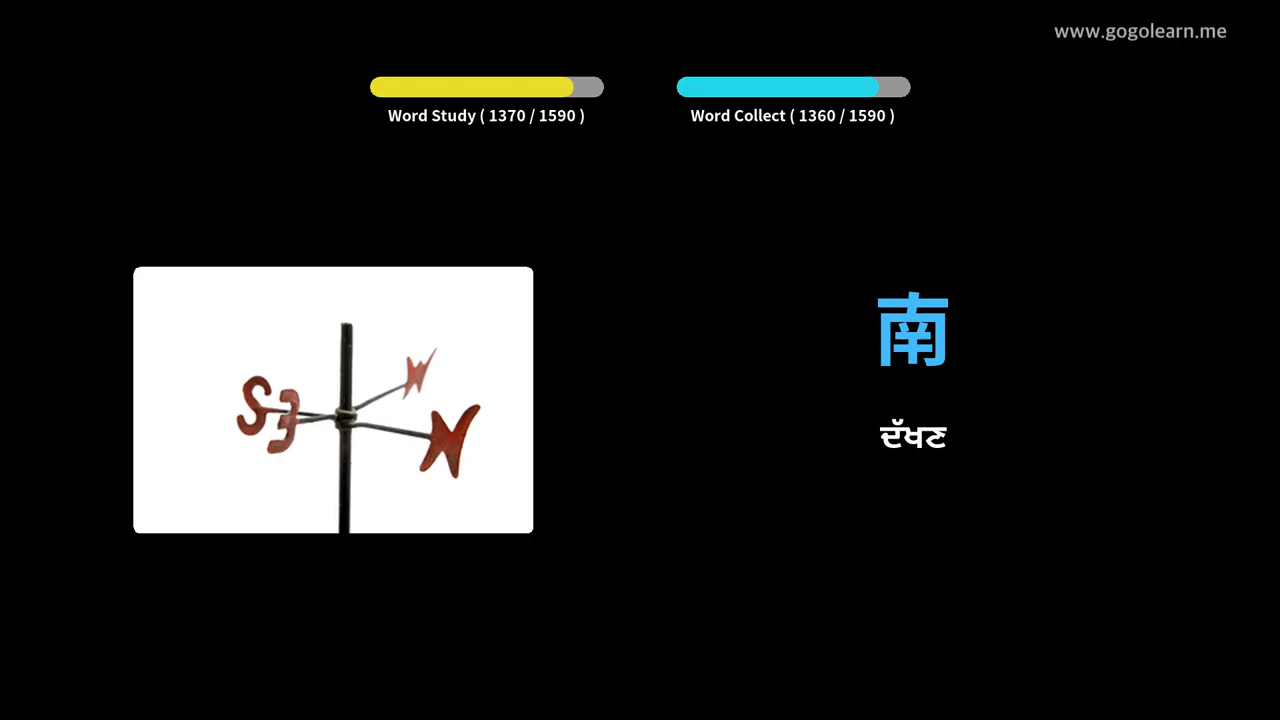 www.gogolearn.me
Word Study ( 1370 / 1590 )
Word Collect ( 1360 / 1590 )
S E N W
南
ਦੱਖਣ